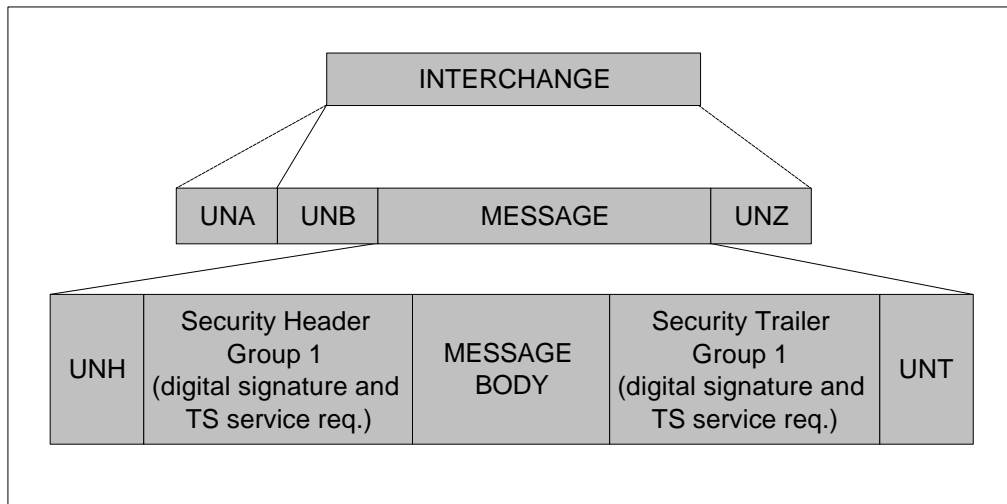 INTERCHANGE
UNA
UNB
MESSAGE
UNZ
UNH
Security Header
Group 1
(digital signature and
TS service req.)
MESSAGE
BODY
Security Trailer
Group 1
(digital signature and
TS service req.)
UNT